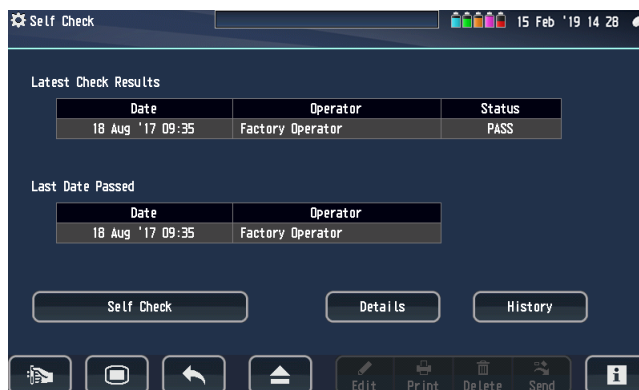 Self Check 15 Feb '19 14 28
Latest Check Results
Date Operator Status
18 Aug '17 09:35 Factory Operator PASS
Last Date Passed
Date Operator
18 Aug '17 09:35 Factory Operator
Self Check Details History
Edit Print Delete Send